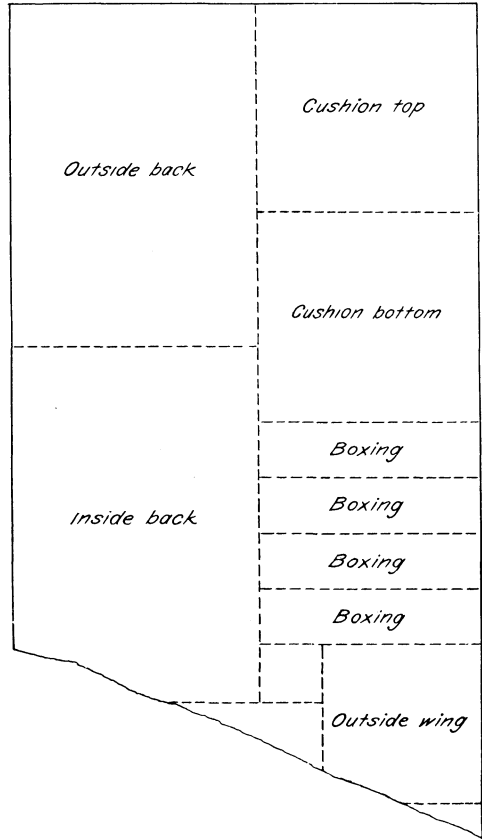 Cushion top
Outside back
Cushion bottom
Boxing
Boxing
Inside back
Boxing
Boxing
Outside wing